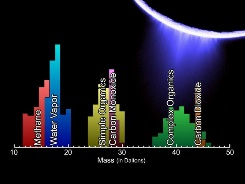 Methane
Water Vapor
Simple Organics
Carbon Monoxide
Complex Organics
Carbon Dioxide
10 20 30 40 50
Mass (in Daltons)